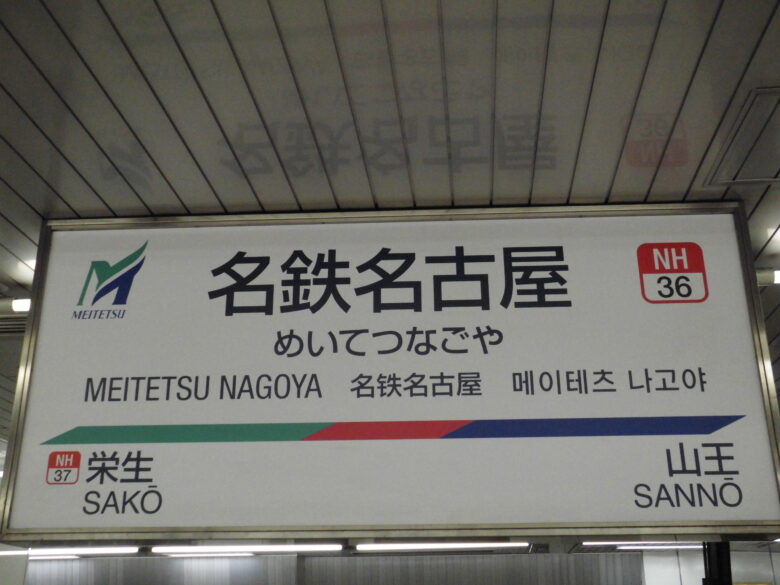 名鉄名古屋
NH
36
MEITETSU
めいてつなごや
MEITETSU NAGOYA 名铁名古屋 메이테츠 나고야
NH
37
栄生
SAKŌ
山王
SANNŌ